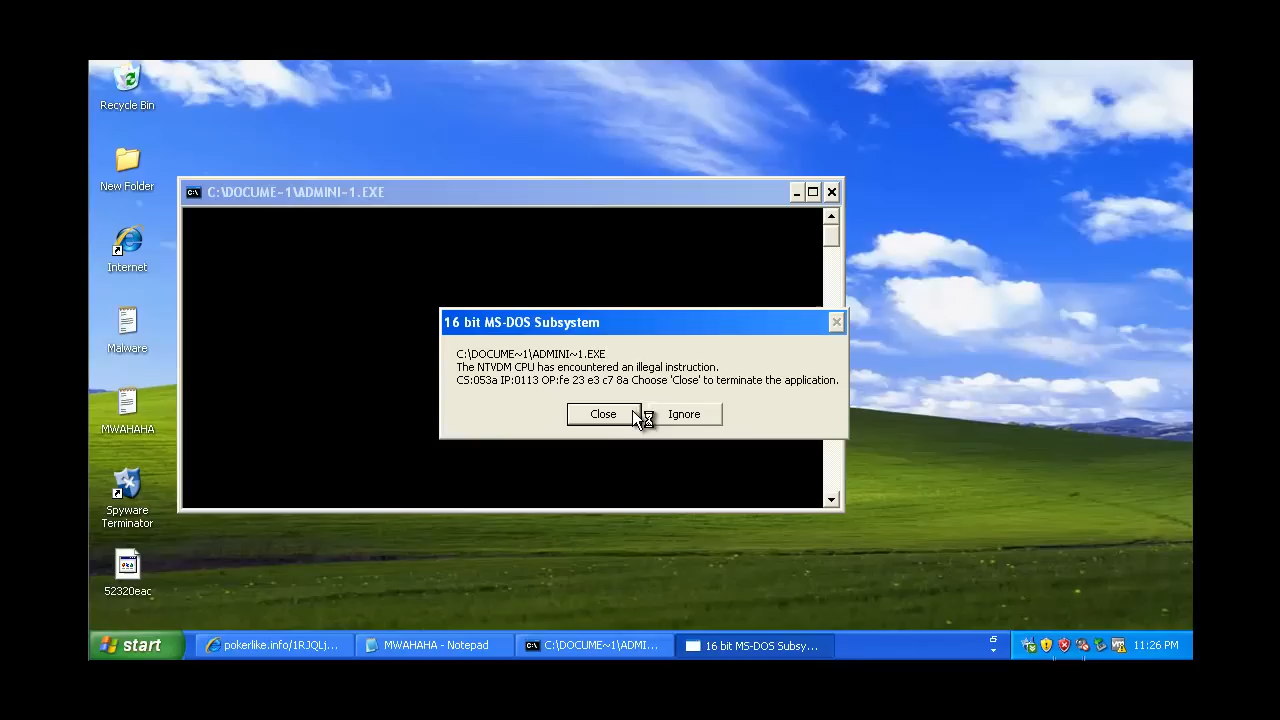 Recycle Bin
New Folder
Internet
Malware
MWAHAHA
Spyware
Terminator
52320eac
C:\DOCUME~1\ADMINI~1.EXE
16 bit MS-DOS Subsystem
C:\DOCUME~1\ADMINI~1.EXE
The NTVDM CPU has encountered an illegal instruction.
CS:053a IP:0113 OP:fe 23 e3 c7 8a Choose 'Close' to terminate the application.
Close
Ignore
start
pokerlike.info/1RJQLj...
MWAHAHA - Notepad
C:\DOCUME~1\ADMI...
16 bit MS-DOS Subsy...
11:26 PM